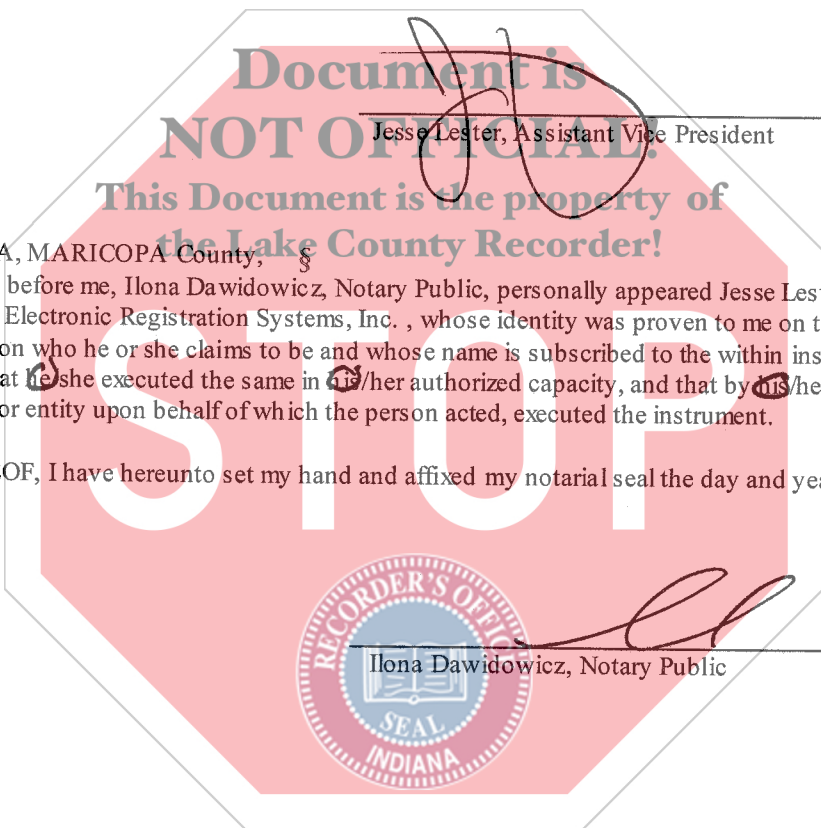 Document is
NOT OFFICIAL!
Jesse Lester, Assistant Vice President
This Document is the property of
the Lake County Recorder!
A, MARICOPA County, §
before me, Ilona Dawidowicz, Notary Public, personally appeared Jesse Les
Electronic Registration Systems, Inc. , whose identity was proven to me on t
on who he or she claims to be and whose name is subscribed to the within ins
at he/she executed the same in his/her authorized capacity, and that by his/he
or entity upon behalf of which the person acted, executed the instrument.
OF, I have hereunto set my hand and affixed my notarial seal the day and yea
STOP
RECORDER'S OFFICE
SEAL
INDIANA
Ilona Dawidowicz, Notary Public